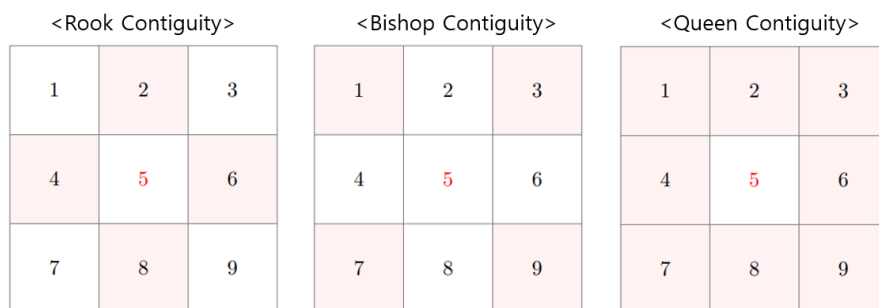 <Rook Contiguity> <Bishop Contiguity> <Queen Contiguity>
1 2 3 1 2 3 1 2 3
4 5 6 4 5 6 4 5 6
7 8 9 7 8 9 7 8 9